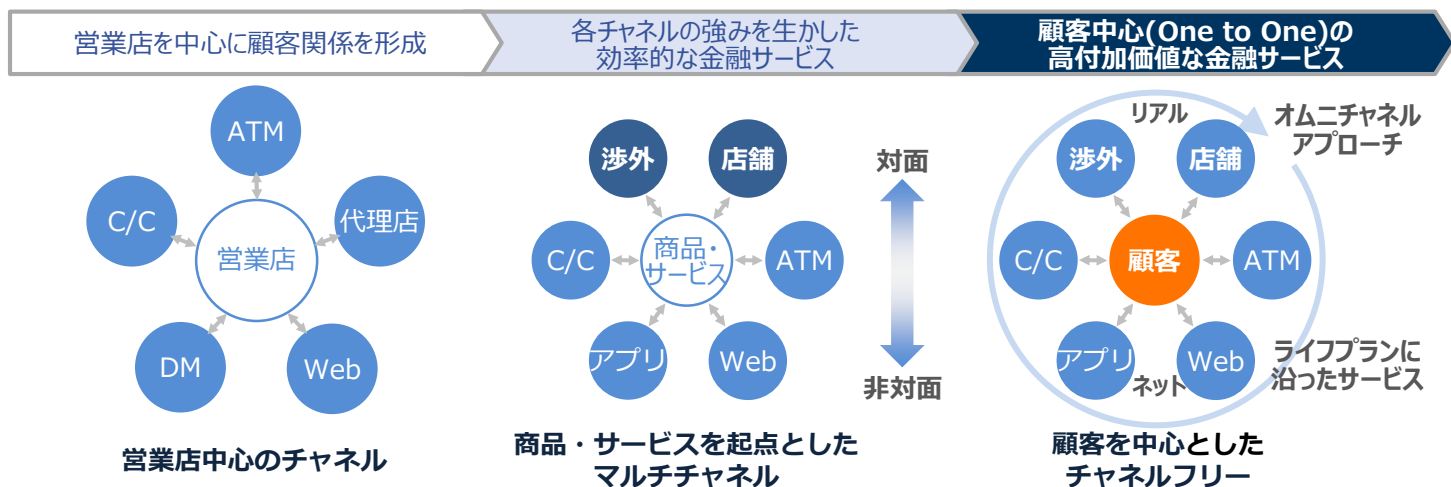 営業店を中心に顧客関係を形成
各チャネルの強みを生かした
効率的な金融サービス
顧客中心(One to One)の
高付加価値な金融サービス
ATM
C/C
代理店
営業店
DM
Web
営業店中心のチャネル
渉外
店舗
C/C
商品・
サービス
ATM
アプリ
Web
対面
非対面
商品・サービスを起点とした
マルチチャネル
リアル
オムニチャネル
アプローチ
渉外
店舗
C/C
顧客
ATM
アプリ
Web
ネット
ライフプランに
沿ったサービス
顧客を中心とした
チャネルフリー